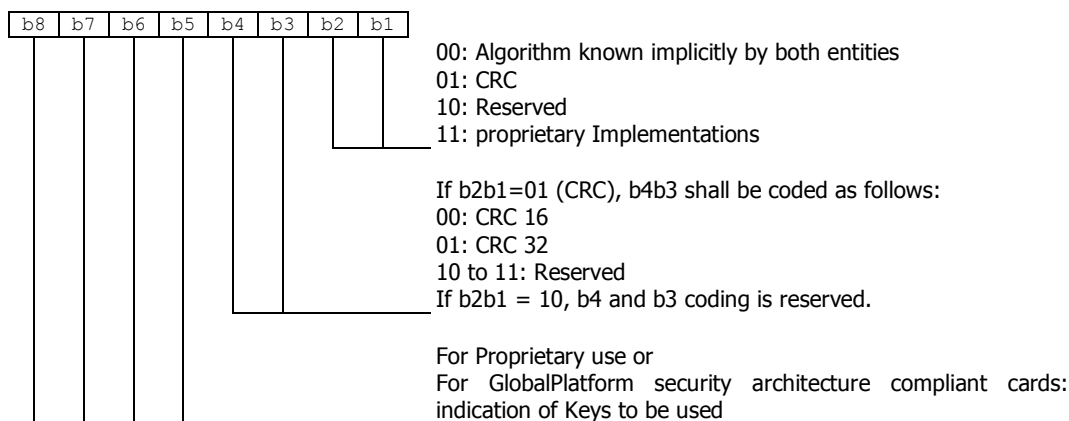 b8 b7 b6 b5 b4 b3 b2 b1
00: Algorithm known implicitly by both entities
01: CRC
10: Reserved
11: proprietary Implementations
If b2b1=01 (CRC), b4b3 shall be coded as follows:
00: CRC 16
01: CRC 32
10 to 11: Reserved
If b2b1 = 10, b4 and b3 coding is reserved.
For Proprietary use or
For GlobalPlatform security architecture compliant cards:
indication of Keys to be used